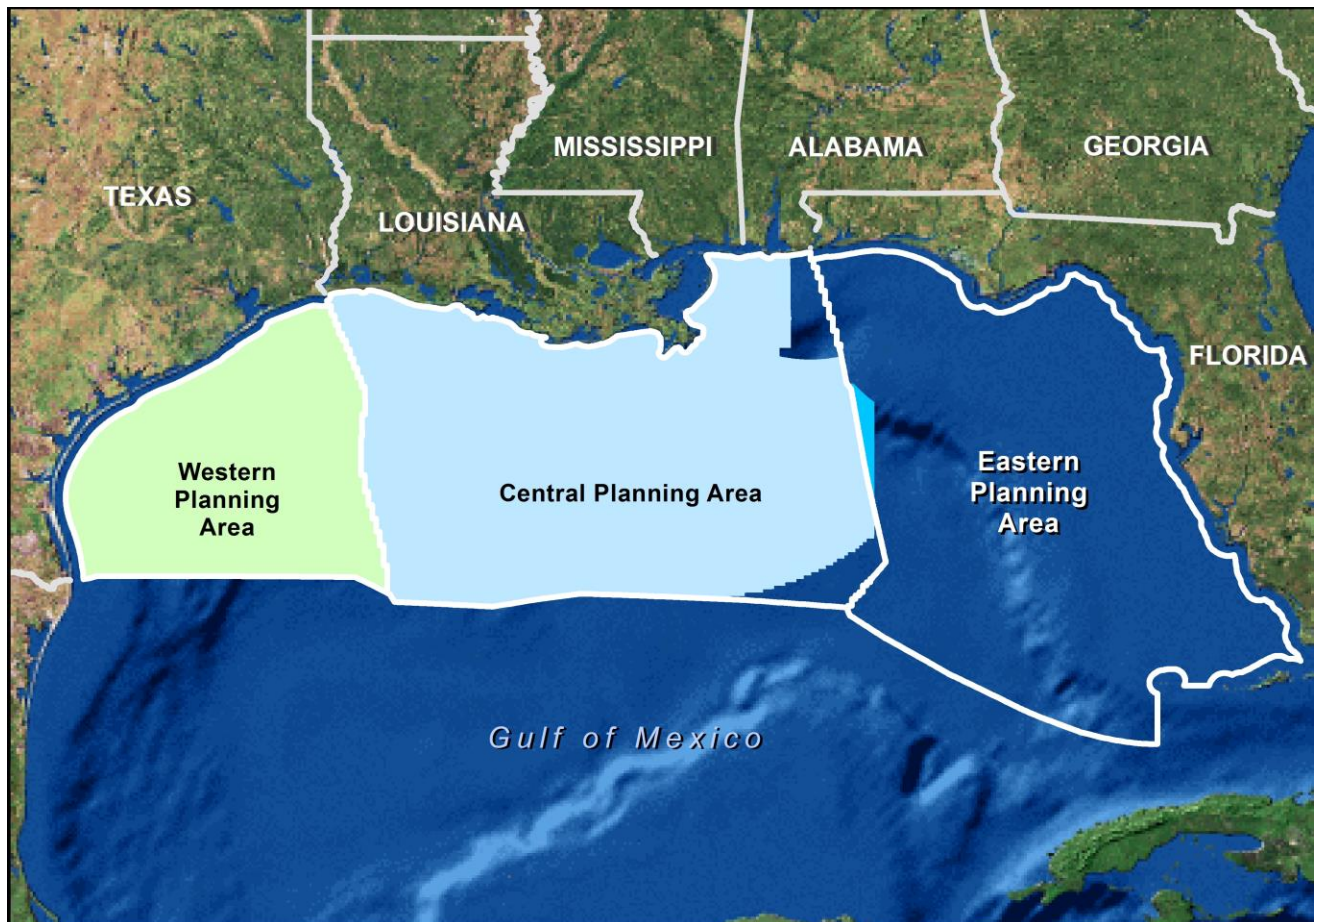 MISSISSIPPI
ALABAMA
GEORGIA
TEXAS
LOUISIANA
FLORIDA
Western
Planning
Area
Central Planning Area
Eastern
Planning
Area
Gulf of Mexico